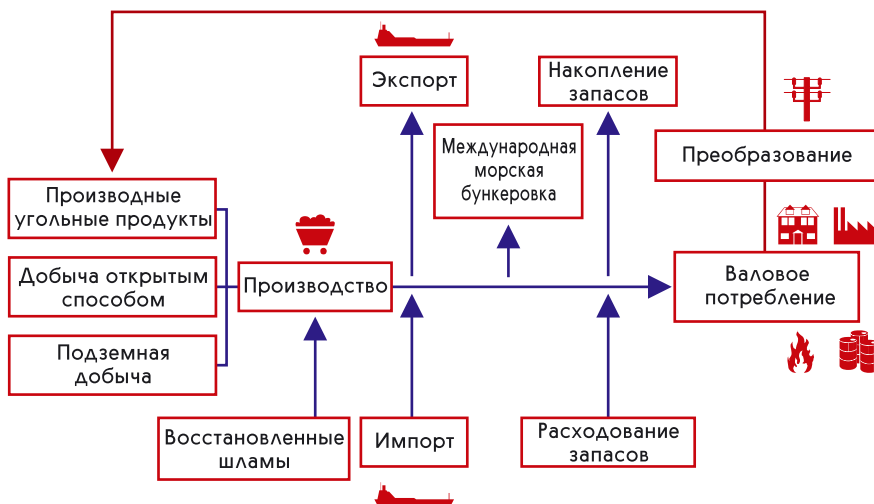 Экспорт
Накопление
запасов
Международная
морская
бункеровка
Преобразование
Производные
угольные продукты
Добыча открытым
способом
Производство
Валовое
потребление
Подземная
добыча
Восстановленные
шламы
Импорт
Расходование
запасов